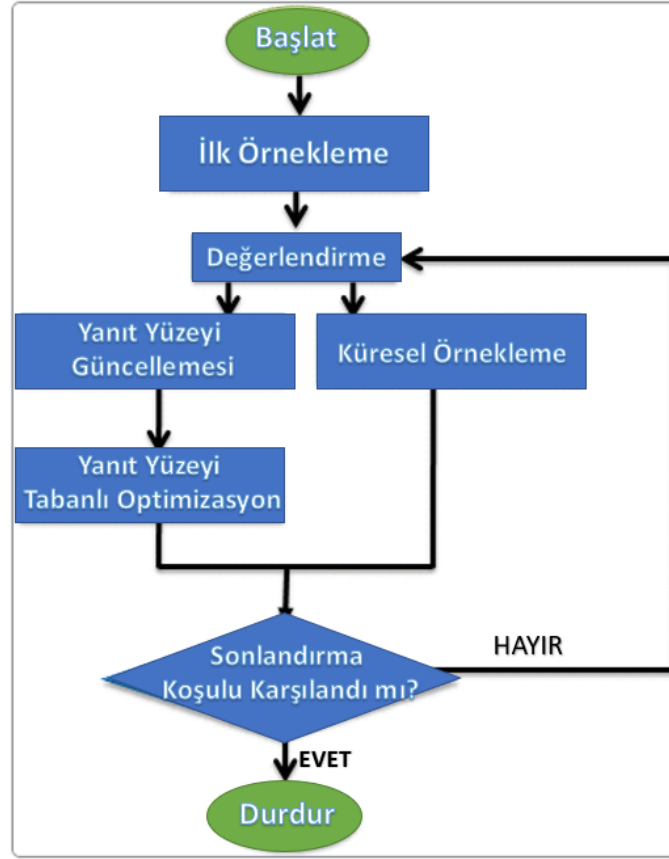 Başlat
İlk Örnekleme
Değerlendirme
Yanıt Yüzeyi
Güncellemesi
Küresel Örnekleme
Yanıt Yüzeyi
Tabanlı Optimizasyon
Sonlandırma
Koşulu Karşılandı mı?
HAYIR
EVET
Durdur